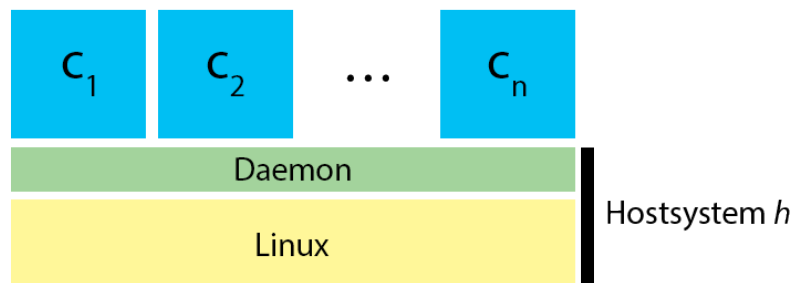 C₁ C₂ ... Cₙ
Daemon
Hostsystem h
Linux